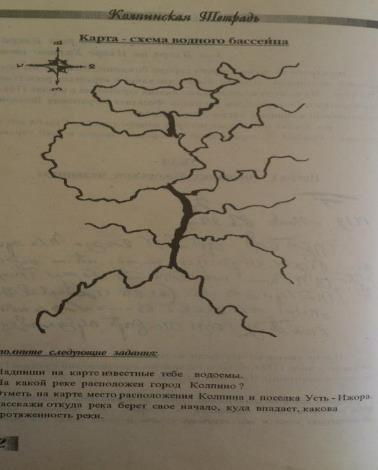 Колпинская Тетрадь
Карта - схема водного бассейна
следующие задания:
Надпиши на карте известные тебе водоемы.
На какой реке расположен город Колпино ?
Отметь на карте место расположения Колпина и поселка Усть - Ижора.
Расскажи откуда река берет свое начало, куда впадает, какова
протяженность реки.
2